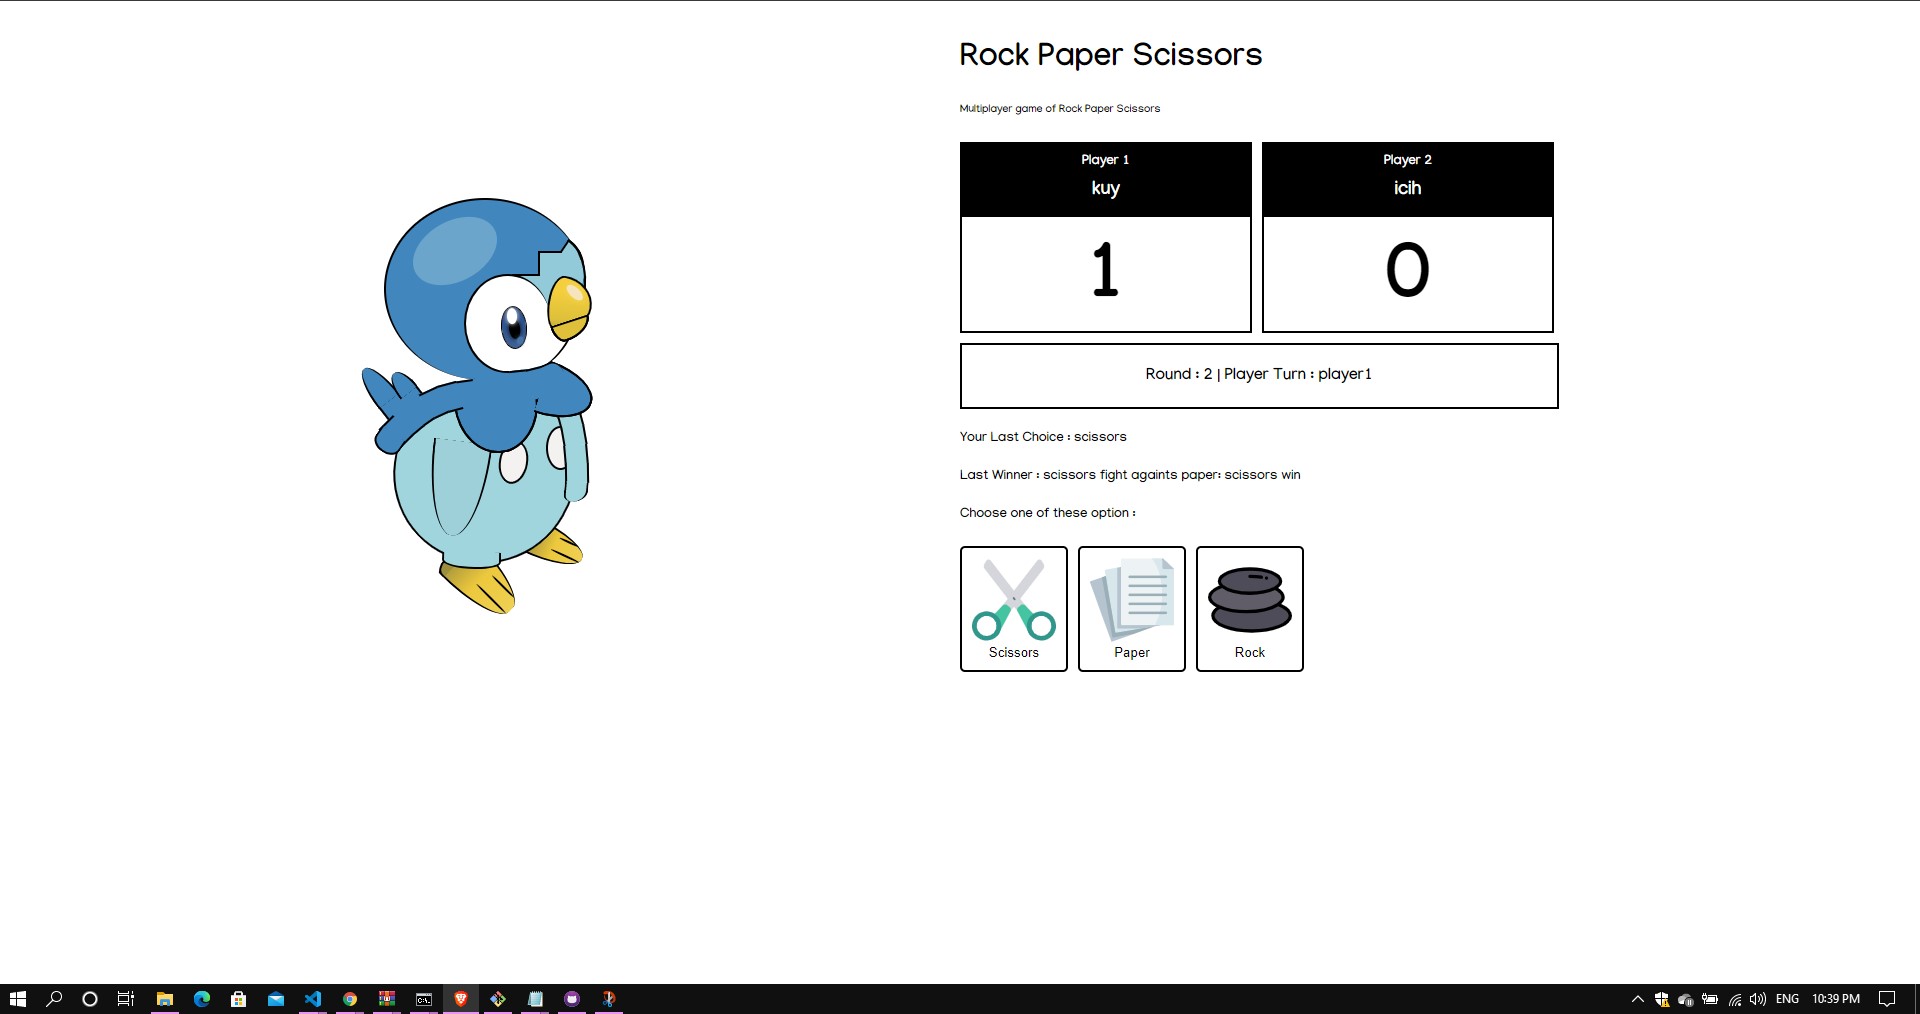 Rock Paper Scissors
Multiplayer game of Rock Paper Scissors
Player 1
kuy
1
Player 2
icih
0
Round : 2 | Player Turn : player1
Your Last Choice : scissors
Last Winner : scissors fight againts paper: scissors win
Choose one of these option :
Scissors
Paper
Rock
ENG
10:39 PM